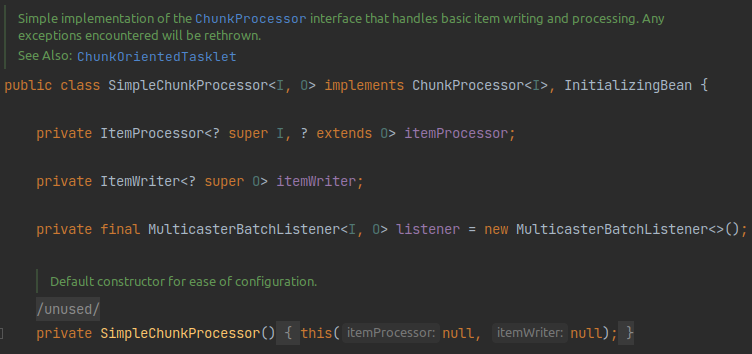 Simple implementation of the ChunkProcessor interface that handles basic item writing and processing. Any
exceptions encountered will be rethrown.
See Also: ChunkOrientedTasklet
public class SimpleChunkProcessor<I, O> implements ChunkProcessor<I>, InitializingBean {
private ItemProcessor<? super I, ? extends O> itemProcessor;
private ItemWriter<? super O> itemWriter;
private final MulticasterBatchListener<I, O> listener = new MulticasterBatchListener<>();
Default constructor for ease of configuration.
/unused/
private SimpleChunkProcessor() { this( itemProcessor: null, itemWriter: null); }